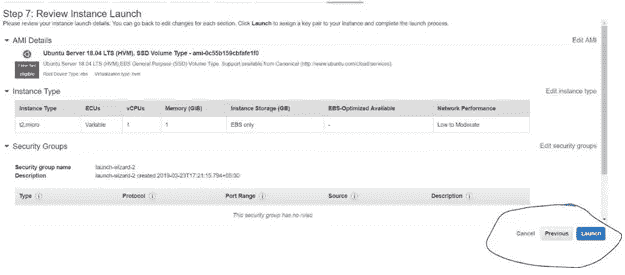 Step 7: Review Instance Launch
Please review your instance launch details. You can go back to edit changes for each section. Click Launch to assign a key pair to your instance and complete the launch process.
AMI Details
Edit AMI
Ubuntu Server 18.04 LTS (HVM), SSD Volume Type - ami-0c55b159cbfafe1f0
Ubuntu Server 18.04 LTS (HVM),EBS General Purpose (SSD) Volume Type. Support available from Canonical (http://www.ubuntu.com/cloud/services).
Root Device Type: ebs Virtualization type: hvm
Instance Type
Edit instance type
Instance Type ECUs vCPUs Memory (GiB) Instance Storage (GB) EBS-Optimized Available Network Performance
t2.micro Variable 1 1 EBS only - Low to Moderate
Security Groups
Edit security groups
Security group name launch-wizard-2
Description launch-wizard-2 created 2019-03-23T17:21:15.794+05:30
Type Protocol Port Range Source Description
This security group has no rules
Cancel Previous Launch